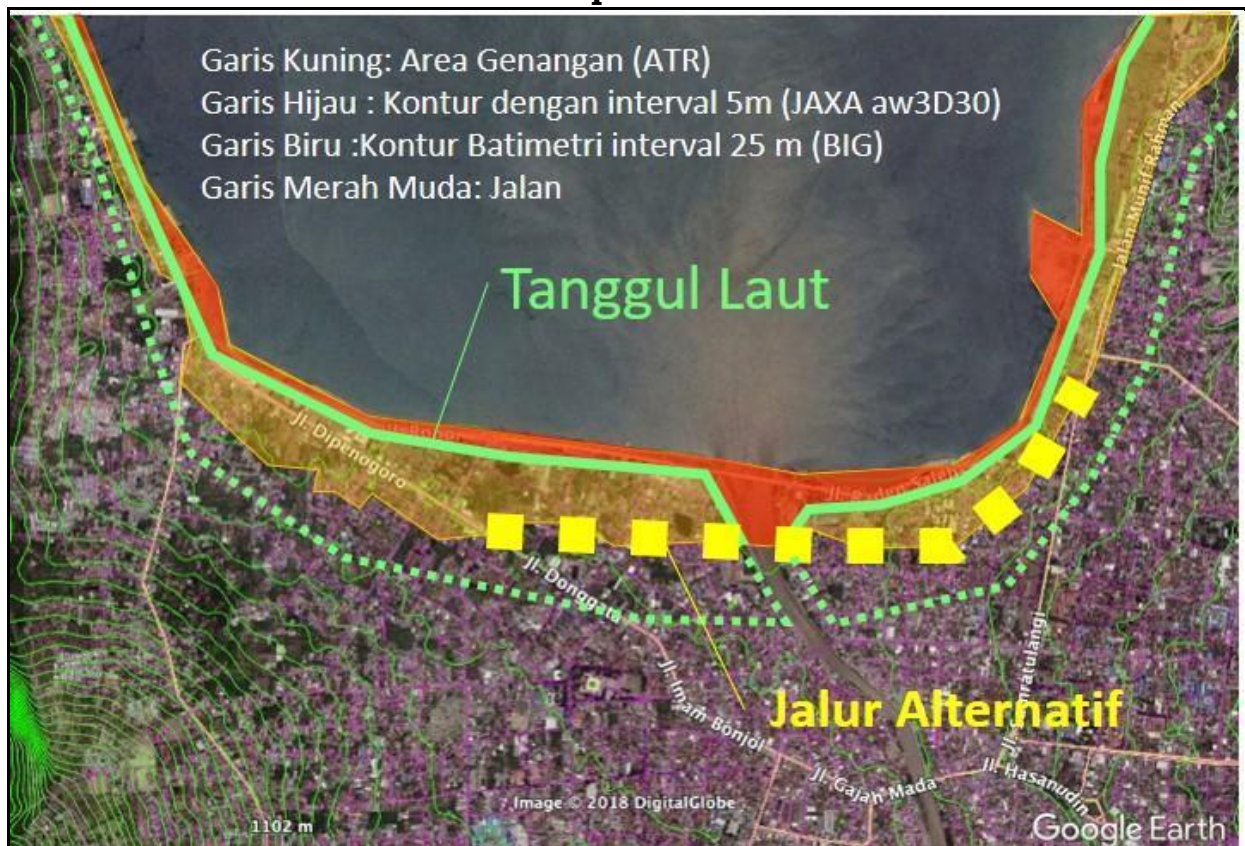 Garis Kuning: Area Genangan (ATR)
Garis Hijau : Kontur dengan interval 5m (JAXA aw3D30)
Garis Biru :Kontur Batimetri interval 25 m (BIG)
Garis Merah Muda: Jalan
Jalan Munif Rahman
Tanggul Laut
Jl. Dipenogoro
Jl. Donggala
Jl. Imam Bonjol
Jalur Alternatif
Jl. Gajah Mada
Jl. Hasanudin
Image © 2018 DigitalGlobe
1102 m
Google Earth